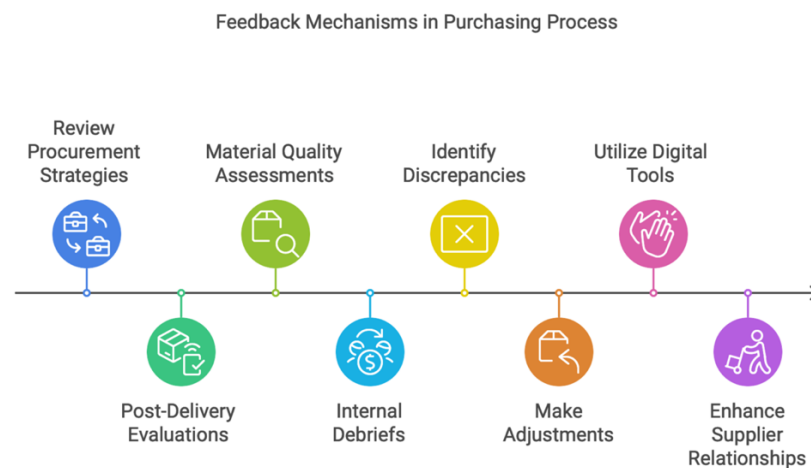 Feedback Mechanisms in Purchasing Process
Review
Procurement
Strategies
Material Quality
Assessments
Identify
Discrepancies
Utilize Digital
Tools
Post-Delivery
Evaluations
Internal
Debriefs
Make
Adjustments
Enhance
Supplier
Relationships